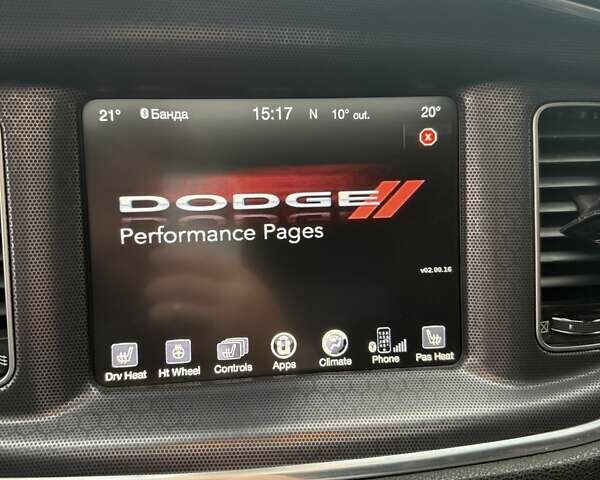 21° Банда 15:17 N 10° out. 20°
X
DODGE
Performance Pages
v02.00.16
Drv Heat Ht Wheel Controls Apps Climate Phone Pas Heat